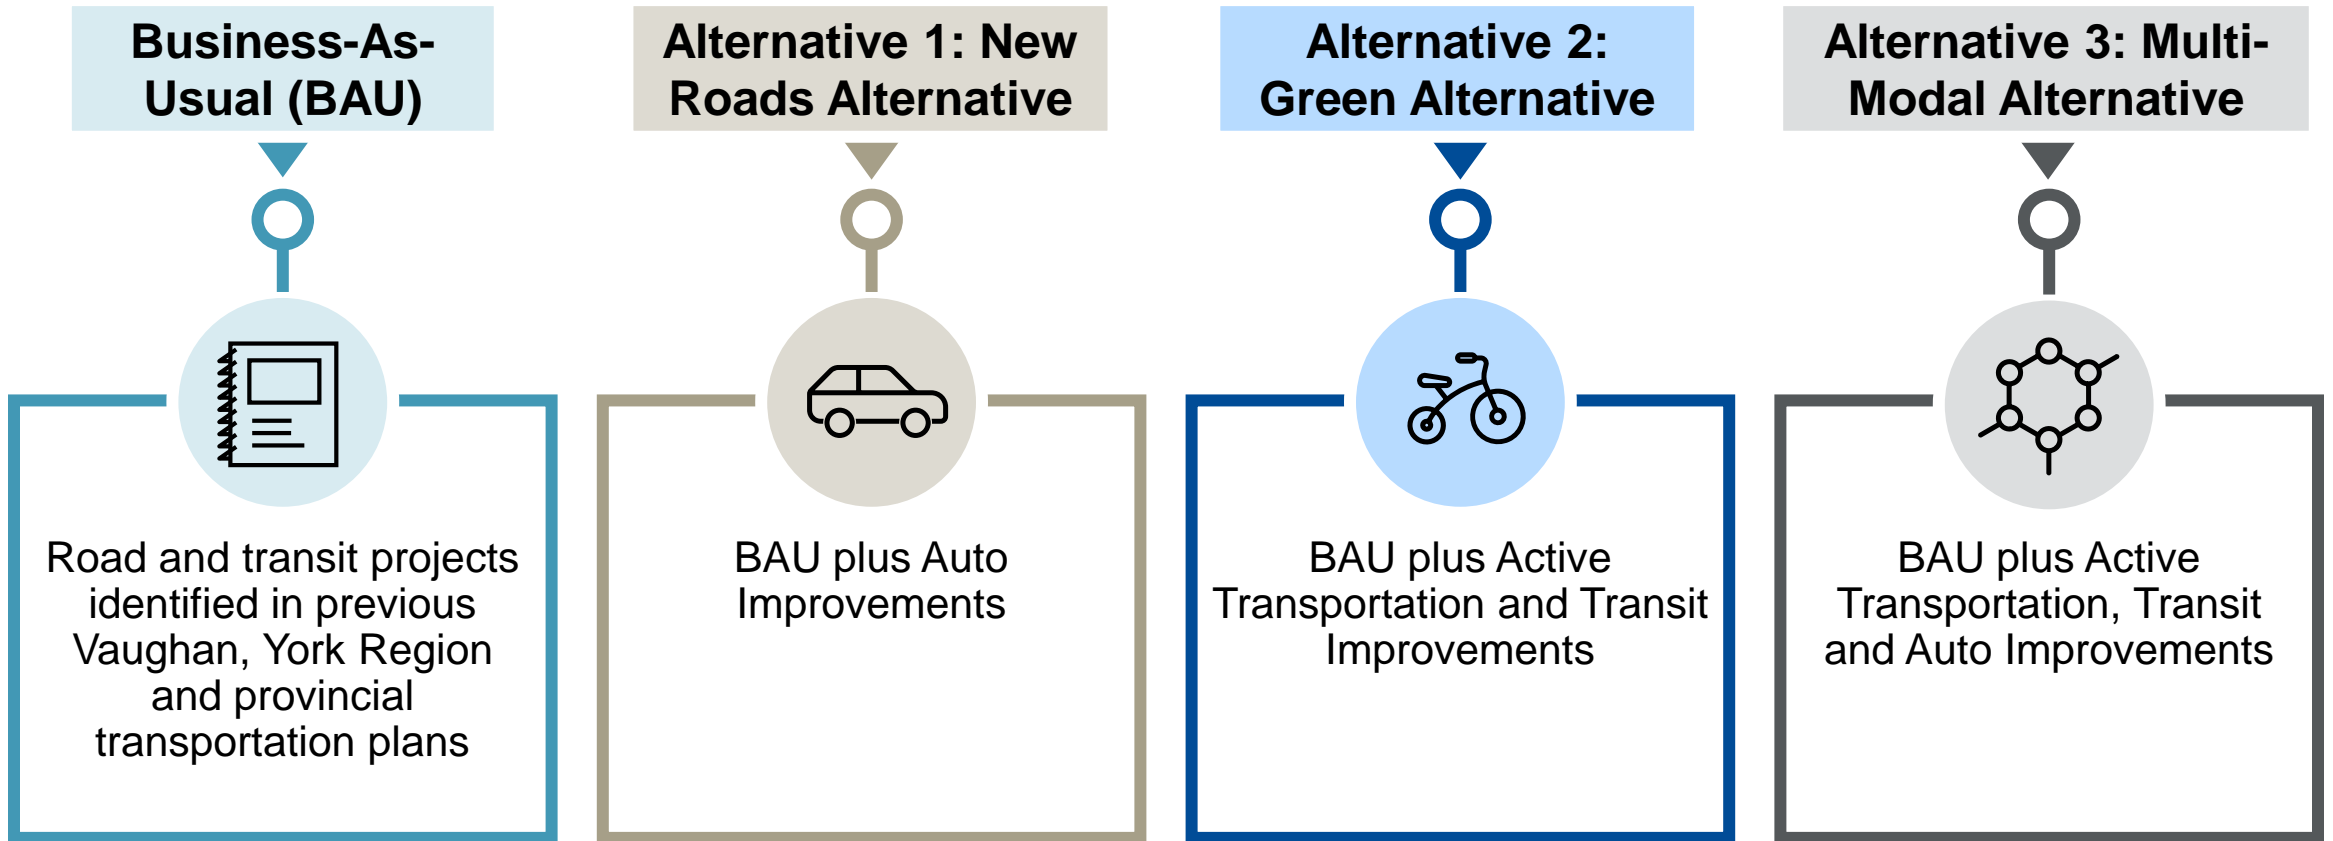 Business-As-
Usual (BAU)
Road and transit projects
identified in previous
Vaughan, York Region
and provincial
transportation plans
Alternative 1: New
Roads Alternative
BAU plus Auto
Improvements
Alternative 2:
Green Alternative
BAU plus Active
Transportation and Transit
Improvements
Alternative 3: Multi-
Modal Alternative
BAU plus Active
Transportation, Transit
and Auto Improvements